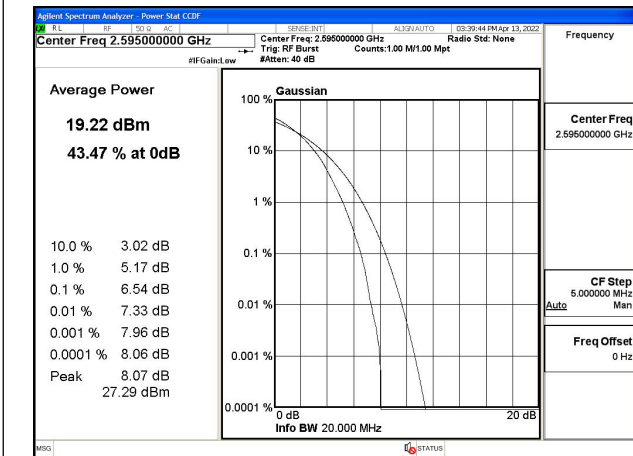 Agilent Spectrum Analyzer - Power Stat CCDF
RL RF 50 Ω AC SENSE:INT ALIGNAUTO 03:39:44 PM Apr 13, 2022
Center Freq 2.595000000 GHz
Center Freq: 2.595000000 GHz Radio Std: None
Trig: RF Burst Counts:1.00 M/1.00 Mpt
#IFGain:Low #Atten: 40 dB
Frequency
Average Power
19.22 dBm
43.47 % at 0dB
10.0 % 3.02 dB
1.0 % 5.17 dB
0.1 % 6.54 dB
0.01 % 7.33 dB
0.001 % 7.96 dB
0.0001 % 8.06 dB
Peak 8.07 dB
27.29 dBm
Gaussian
100 %
10 %
1 %
0.1 %
0.01 %
0.001 %
0.0001 %
0 dB 20 dB
Info BW 20.000 MHz
Center Freq
2.595000000 GHz
CF Step
5.000000 MHz
Auto Man
Freq Offset
0 Hz
MSG STATUS